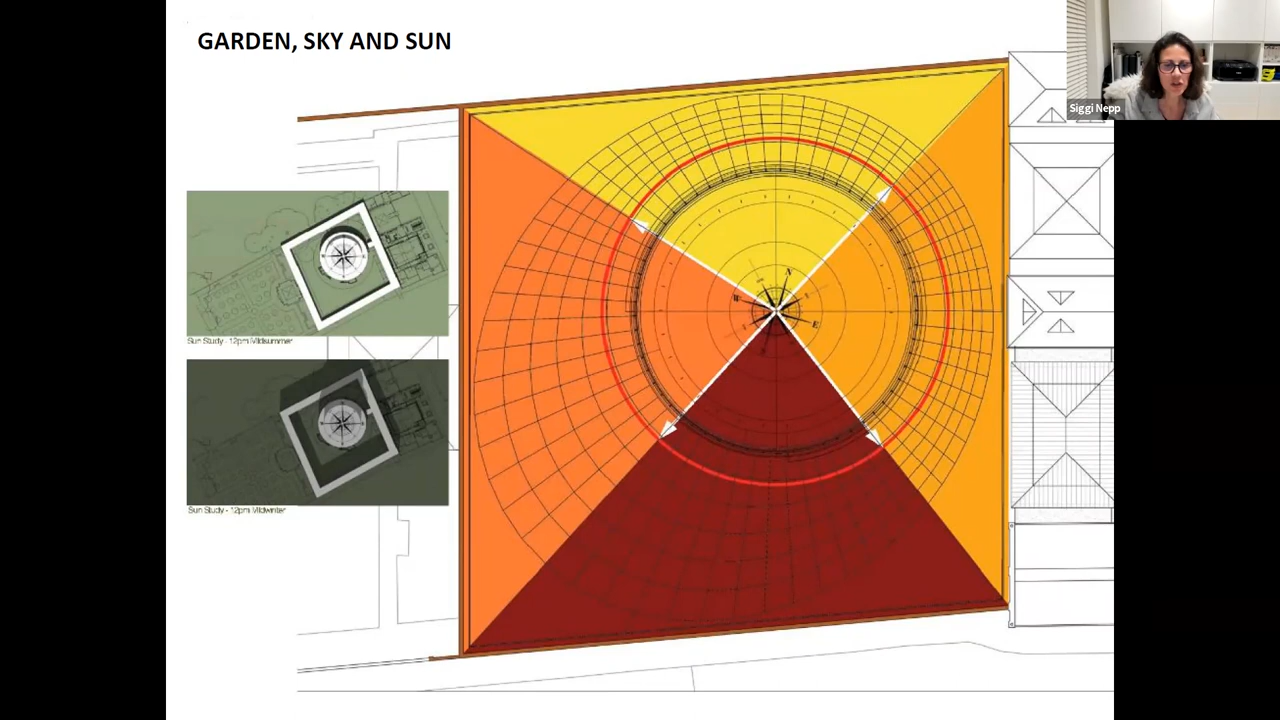 GARDEN, SKY AND SUN
Siggi Nepp
Sun Study - 12pm Midsummer
Sun Study - 12pm Midwinter
N
W
E